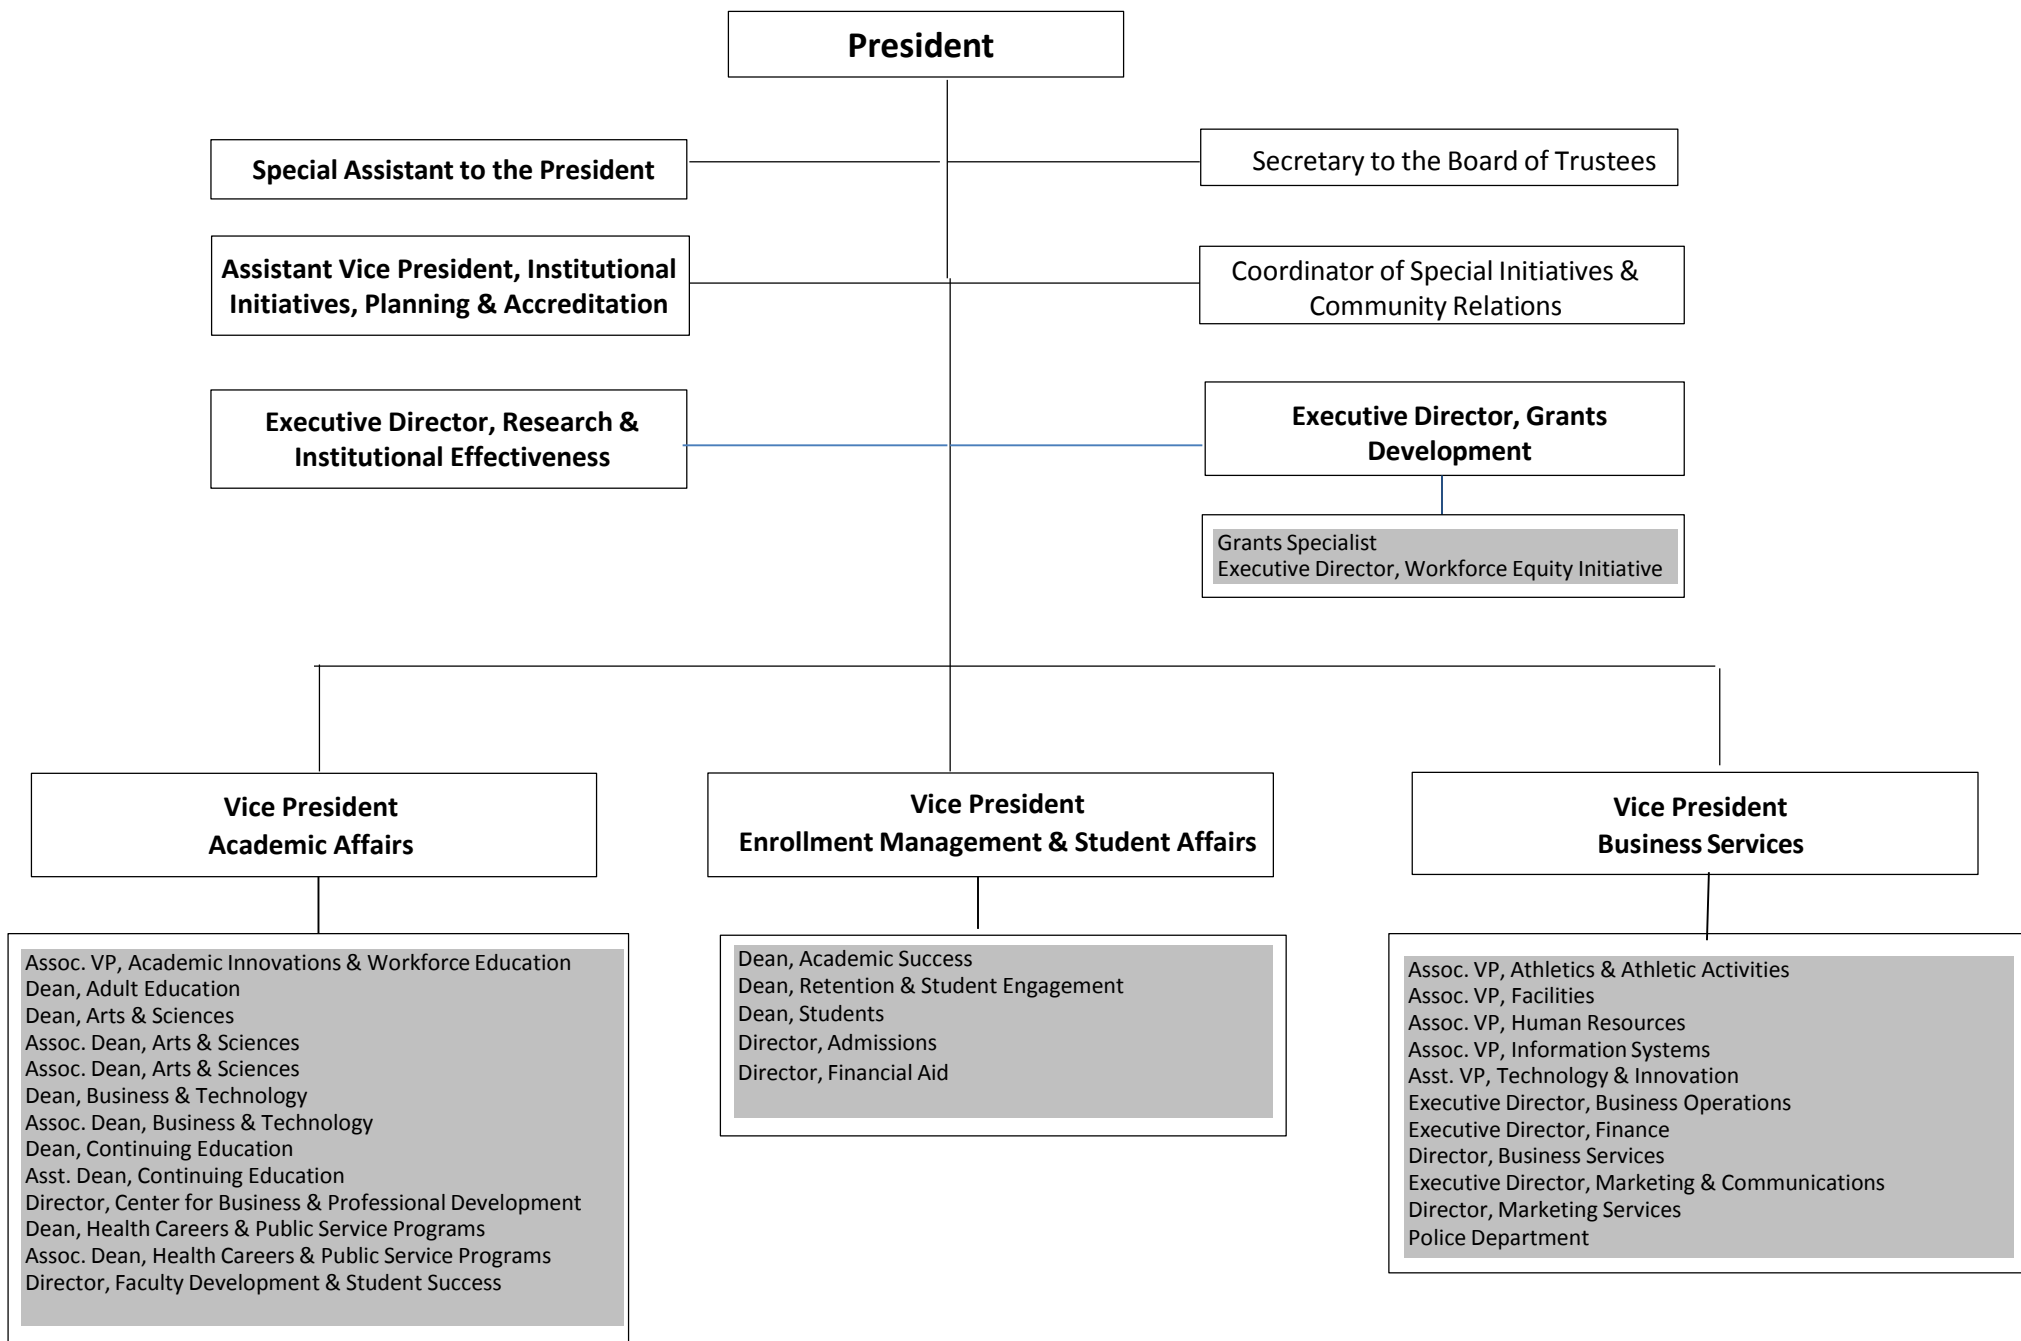 President
Special Assistant to the President
Secretary to the Board of Trustees
Assistant Vice President, Institutional
Initiatives, Planning & Accreditation
Coordinator of Special Initiatives &
Community Relations
Executive Director, Research &
Institutional Effectiveness
Executive Director, Grants
Development
Grants Specialist
Executive Director, Workforce Equity Initiative
Vice President
Academic Affairs
Assoc. VP, Academic Innovations & Workforce Education
Dean, Adult Education
Dean, Arts & Sciences
Assoc. Dean, Arts & Sciences
Assoc. Dean, Arts & Sciences
Dean, Business & Technology
Assoc. Dean, Business & Technology
Dean, Continuing Education
Asst. Dean, Continuing Education
Director, Center for Business & Professional Development
Dean, Health Careers & Public Service Programs
Assoc. Dean, Health Careers & Public Service Programs
Director, Faculty Development & Student Success
Vice President
Enrollment Management & Student Affairs
Dean, Academic Success
Dean, Retention & Student Engagement
Dean, Students
Director, Admissions
Director, Financial Aid
Vice President
Business Services
Assoc. VP, Athletics & Athletic Activities
Assoc. VP, Facilities
Assoc. VP, Human Resources
Assoc. VP, Information Systems
Asst. VP, Technology & Innovation
Executive Director, Business Operations
Executive Director, Finance
Director, Business Services
Executive Director, Marketing & Communications
Director, Marketing Services
Police Department